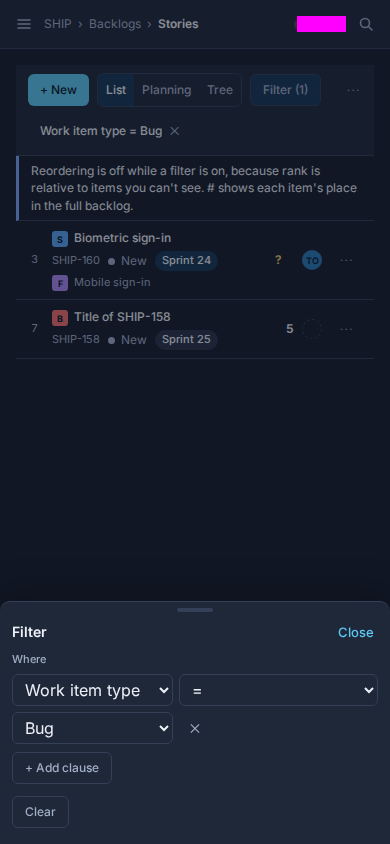 SHIP › Backlogs › Stories
+ New List Planning Tree Filter (1) ...
Work item type = Bug ×
Reordering is off while a filter is on, because rank is
relative to items you can't see. # shows each item's place
in the full backlog.
S Biometric sign-in
3 SHIP-160 New Sprint 24 ? TO ...
F Mobile sign-in
B Title of SHIP-158
7 SHIP-158 New Sprint 25 5 ...
Filter Close
Where
Work item type =
Bug ×
+ Add clause
Clear